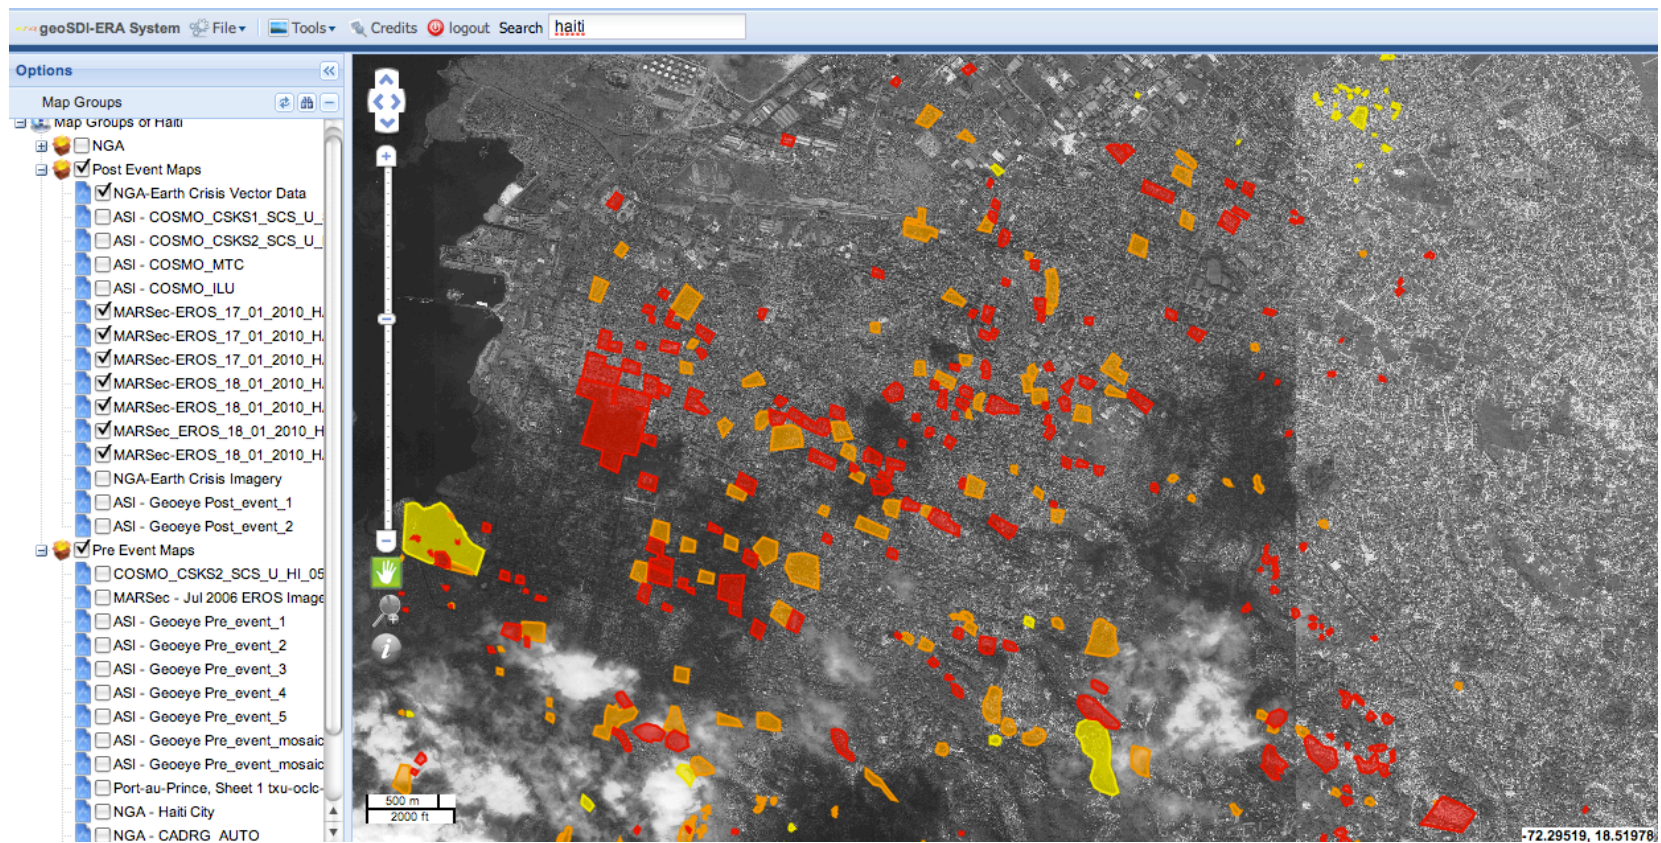 geoSDI-ERA System File Tools Credits logout Search haiti
Options
Map Groups
Map Groups of Haiti
NGA
Post Event Maps
NGA-Earth Crisis Vector Data
ASI - COSMO_CSKS1_SCS_U_
ASI - COSMO_CSKS2_SCS_U_
ASI - COSMO_MTC
ASI - COSMO_ILU
MARSec-EROS_17_01_2010_H
MARSec-EROS_17_01_2010_H
MARSec-EROS_17_01_2010_H
MARSec-EROS_18_01_2010_H
MARSec-EROS_18_01_2010_H
MARSec_EROS_18_01_2010_H
MARSec-EROS_18_01_2010_H
NGA-Earth Crisis Imagery
ASI - Geoeye Post_event_1
ASI - Geoeye Post_event_2
Pre Event Maps
COSMO_CSKS2_SCS_U_HI_05
MARSec - Jul 2006 EROS Image
ASI - Geoeye Pre_event_1
ASI - Geoeye Pre_event_2
ASI - Geoeye Pre_event_3
ASI - Geoeye Pre_event_4
ASI - Geoeye Pre_event_5
ASI - Geoeye Pre_event_mosaic
ASI - Geoeye Pre_event_mosaic
Port-au-Prince, Sheet 1 txu-oclc-
NGA - Haiti City
NGA - CADRG_AUTO
500 m
2000 ft
-72.29519, 18.51978